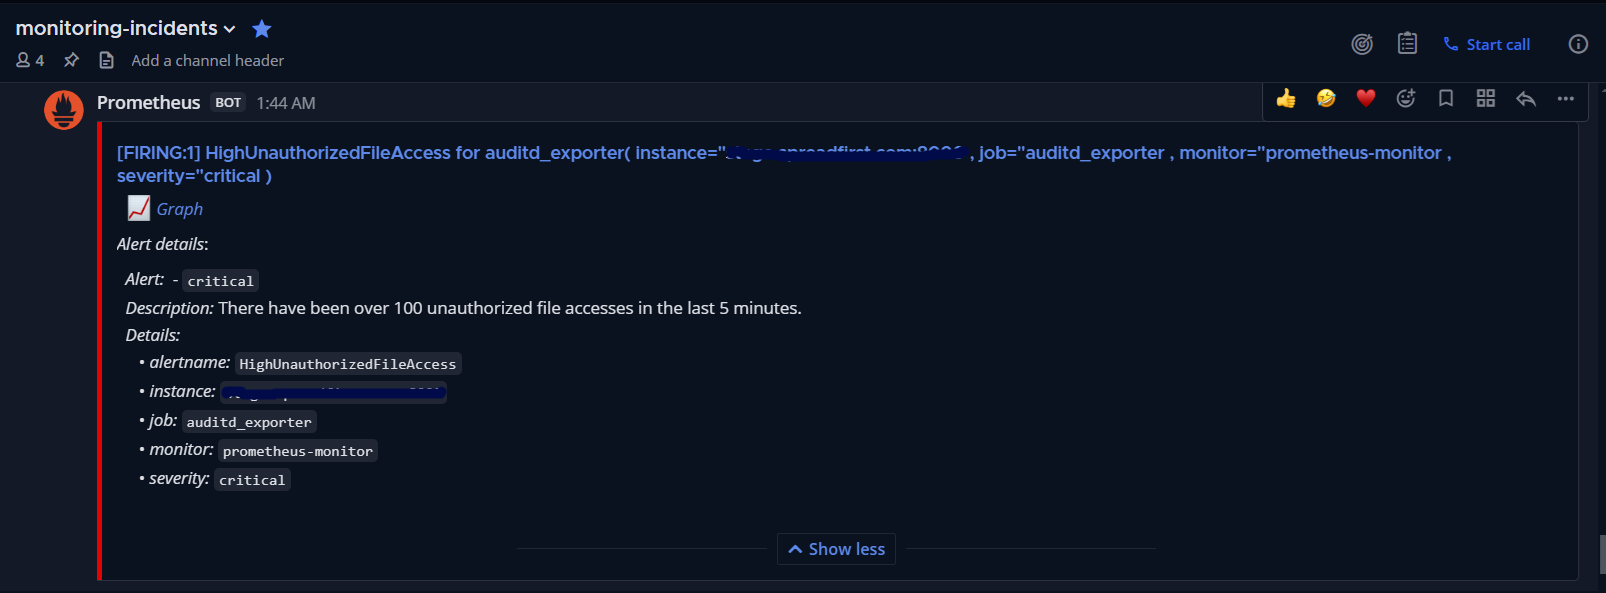 monitoring-incidents
4 Add a channel header
Start call
Prometheus BOT 1:44 AM
[FIRING:1] HighUnauthorizedFileAccess for auditd_exporter( instance=" , job="auditd_exporter , monitor="prometheus-monitor ,
severity="critical )
Graph
Alert details:
Alert: - critical
Description: There have been over 100 unauthorized file accesses in the last 5 minutes.
Details:
• alertname: HighUnauthorizedFileAccess
• instance:
• job: auditd_exporter
• monitor: prometheus-monitor
• severity: critical
Show less